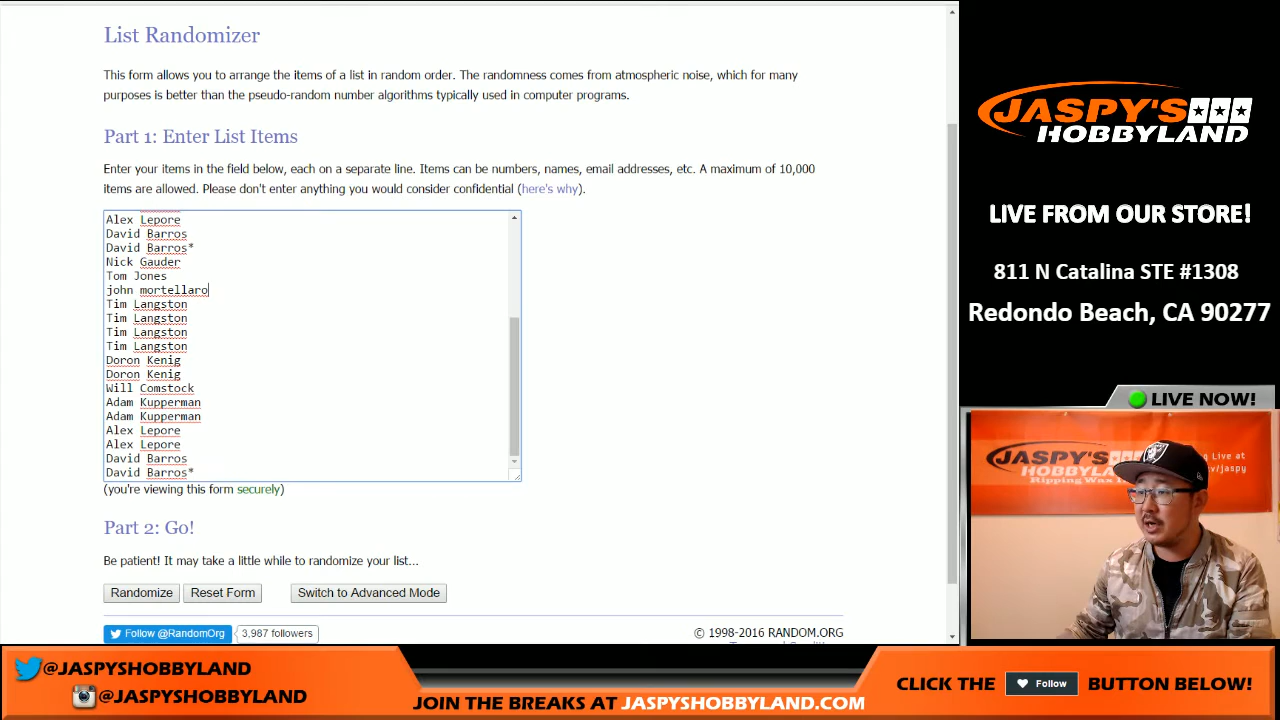 List Randomizer
This form allows you to arrange the items of a list in random order. The randomness comes from atmospheric noise, which for many
purposes is better than the pseudo-random number algorithms typically used in computer programs.
Part 1: Enter List Items
Enter your items in the field below, each on a separate line. Items can be numbers, names, email addresses, etc. A maximum of 10,000
items are allowed. Please don't enter anything you would consider confidential (here's why).
Alex Lepore
David Barros
David Barros*
Nick Gauder
Tom Jones
john mortellaro
Tim Langston
Tim Langston
Tim Langston
Tim Langston
Doron Kenig
Doron Kenig
Will Comstock
Adam Kupperman
Adam Kupperman
Alex Lepore
Alex Lepore
David Barros
David Barros*
(you're viewing this form securely)
Part 2: Go!
Be patient! It may take a little while to randomize your list...
Randomize Reset Form Switch to Advanced Mode
Follow @RandomOrg 3,987 followers
© 1998-2016 RANDOM.ORG
JASPY'S
HOBBYLAND
LIVE FROM OUR STORE!
811 N Catalina STE #1308
Redondo Beach, CA 90277
LIVE NOW!
JASPY'S
HOBBYLAND
Ripping Wax
Live at
/jaspy
@JASPYSHOBBYLAND
@JASPYSHOBBYLAND
JOIN THE BREAKS AT JASPYSHOBBYLAND.COM
CLICK THE Follow BUTTON BELOW!